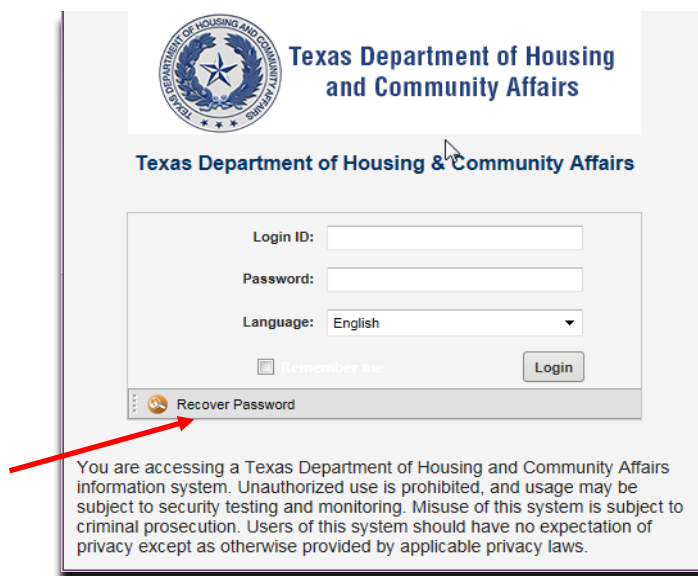 TEXAS DEPARTMENT OF HOUSING AND COMMUNITY AFFAIRS
Texas Department of Housing
and Community Affairs
Texas Department of Housing & Community Affairs
Login ID:
Password:
Language: English
Remember me Login
Recover Password
You are accessing a Texas Department of Housing and Community Affairs
information system. Unauthorized use is prohibited, and usage may be
subject to security testing and monitoring. Misuse of this system is subject to
criminal prosecution. Users of this system should have no expectation of
privacy except as otherwise provided by applicable privacy laws.